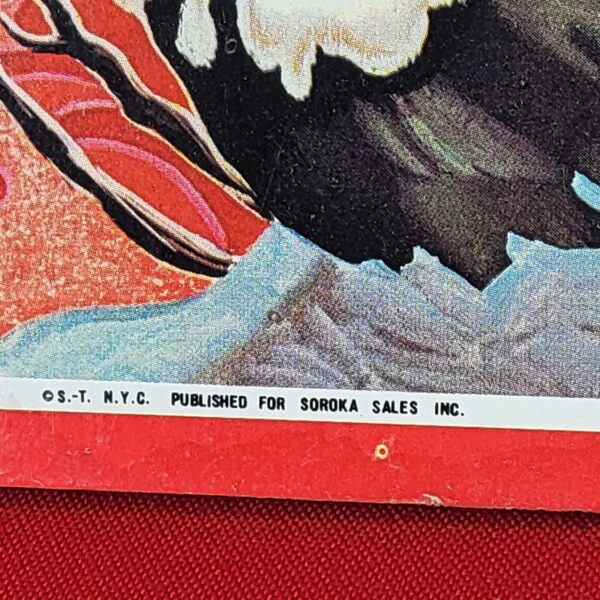 ©S.-T. N.Y.C. PUBLISHED FOR SOROKA SALES INC.